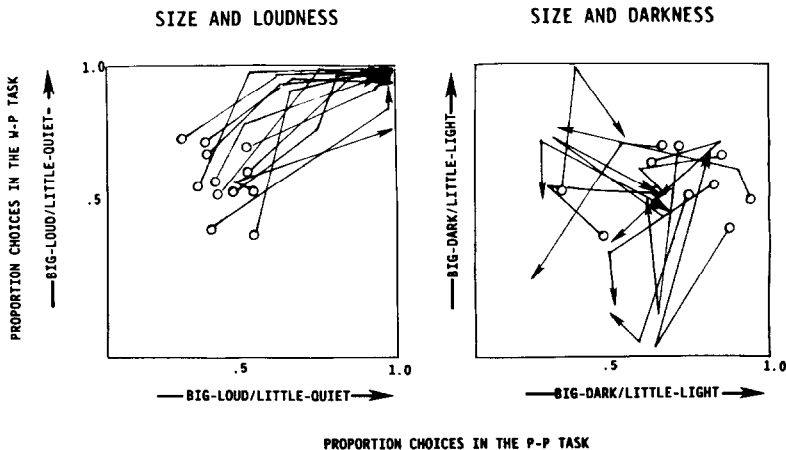 SIZE AND LOUDNESS
SIZE AND DARKNESS
PROPORTION CHOICES IN THE W-P TASK
BIG-LOUD/LITTLE-QUIET
1.0
.5
.5
1.0
BIG-LOUD/LITTLE-QUIET
BIG-DARK/LITTLE-LIGHT
.5
1.0
BIG-DARK/LITTLE-LIGHT
PROPORTION CHOICES IN THE P-P TASK